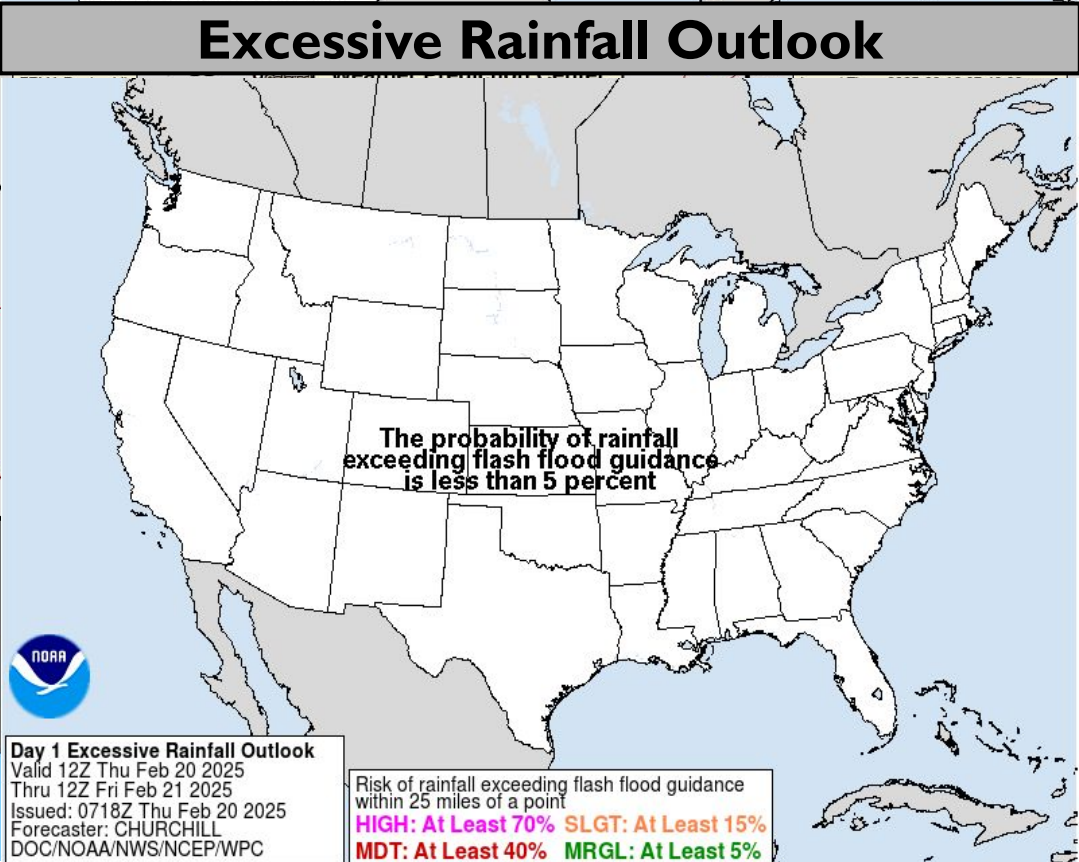 Excessive Rainfall Outlook
The probability of rainfall
exceeding flash flood guidance
is less than 5 percent
NOAA
Day 1 Excessive Rainfall Outlook
Valid 12Z Thu Feb 20 2025
Thru 12Z Fri Feb 21 2025
Issued: 0718Z Thu Feb 20 2025
Forecaster: CHURCHILL
DOC/NOAA/NWS/NCEP/WPC
Risk of rainfall exceeding flash flood guidance
within 25 miles of a point
HIGH: At Least 70% SLGT: At Least 15%
MDT: At Least 40% MRGL: At Least 5%